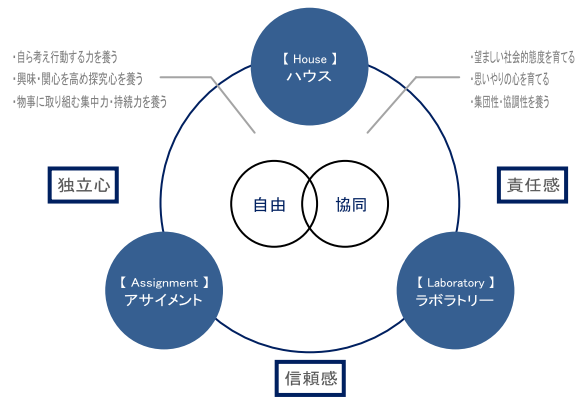 【 House 】
ハウス
・自ら考え行動する力を養う
・興味・関心を高め探究心を養う
・物事に取り組む集中力・持続力を養う
・望ましい社会的態度を育てる
・思いやりの心を育てる
・集団性・協調性を養う
独立心
責任感
自由
協同
【 Assignment 】
アサイメント
【 Laboratory 】
ラボラトリー
信頼感